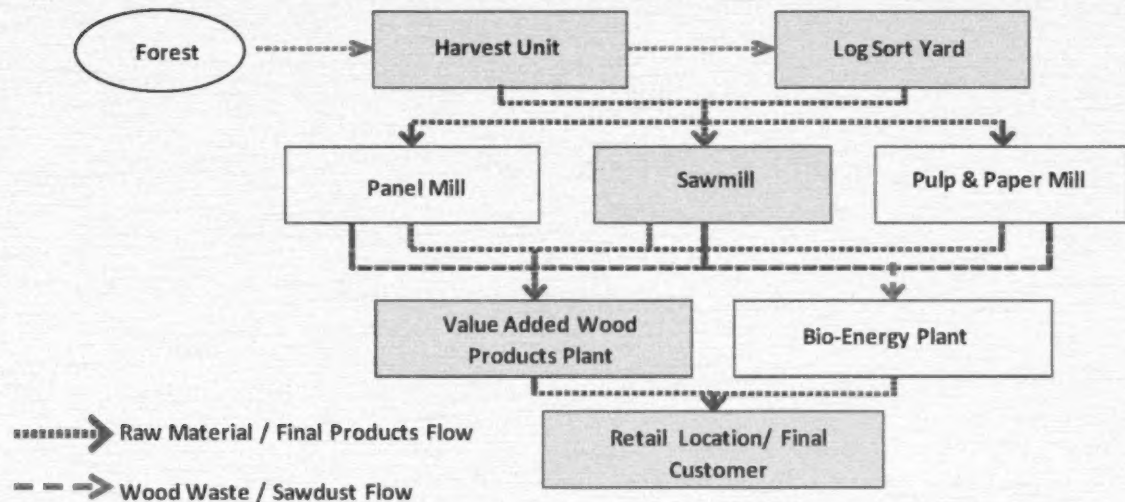 Forest
Harvest Unit
Log Sort Yard
Panel Mill
Sawmill
Pulp & Paper Mill
Value Added Wood
Products Plant
Bio-Energy Plant
Raw Material / Final Products Flow
Retail Location/ Final
Customer
Wood Waste / Sawdust Flow